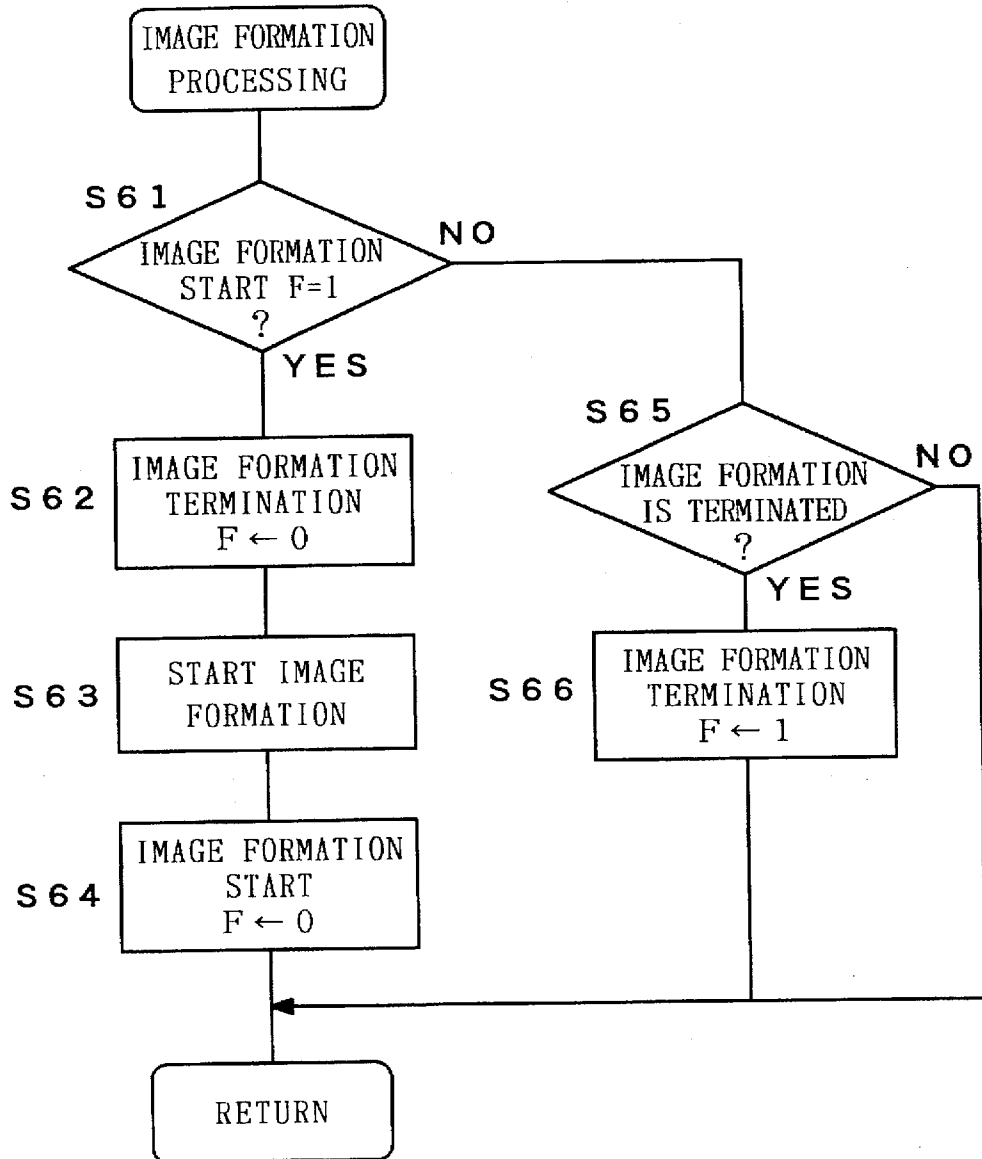 IMAGE FORMATION
PROCESSING
S61
IMAGE FORMATION
START F=1
?
NO
YES
S62
IMAGE FORMATION
TERMINATION
F ← 0
S63
START IMAGE
FORMATION
S64
IMAGE FORMATION
START
F ← 0
S65
IMAGE FORMATION
IS TERMINATED
?
NO
YES
S66
IMAGE FORMATION
TERMINATION
F ← 1
RETURN